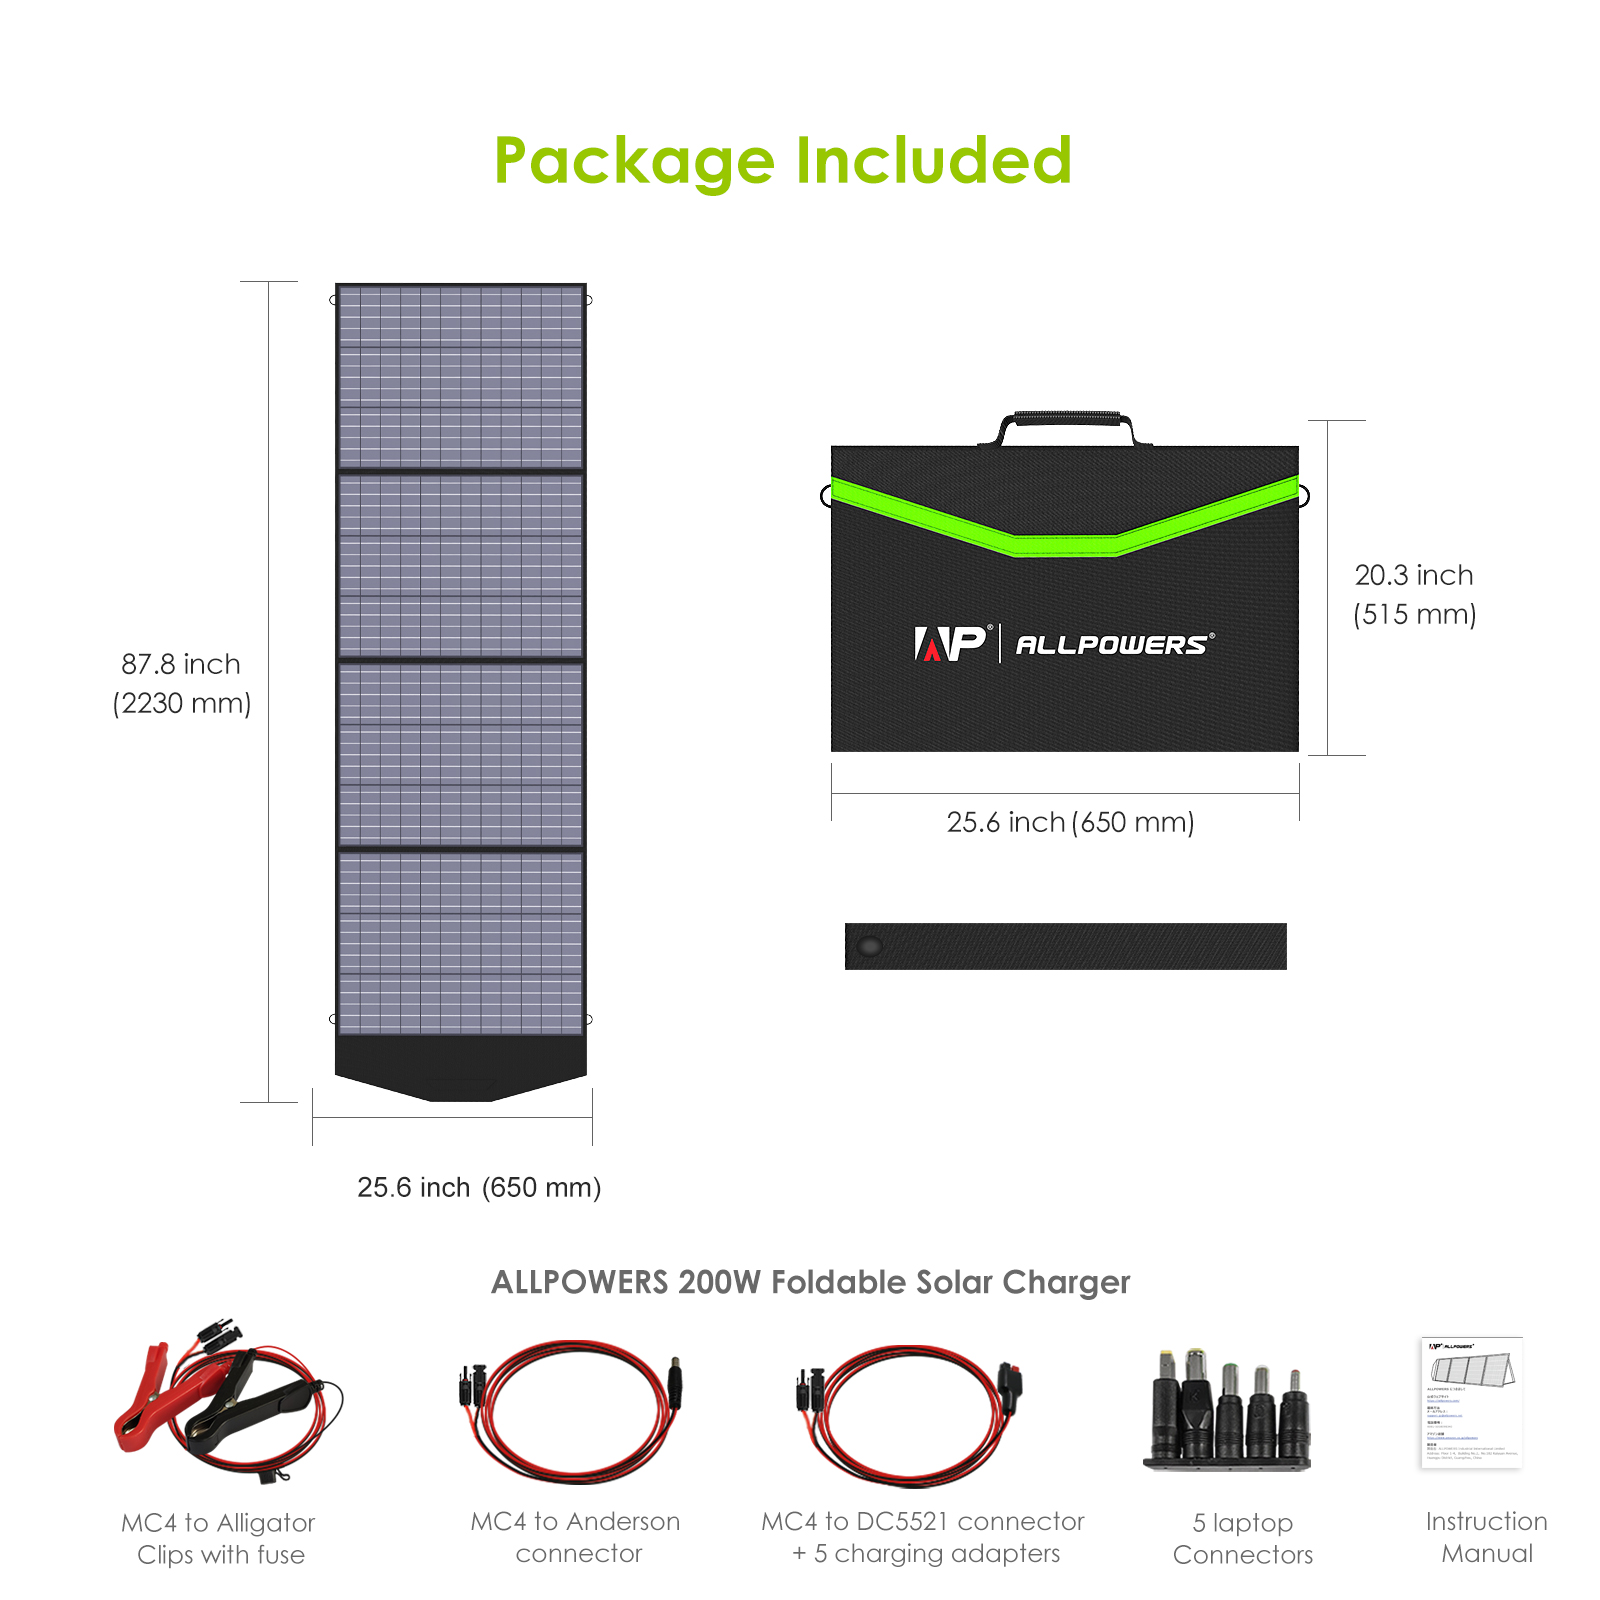 Package Included
87.8 inch
(2230 mm)
25.6 inch (650 mm)
AP® | ALLPOWERS®
20.3 inch
(515 mm)
25.6 inch (650 mm)
ALLPOWERS 200W Foldable Solar Charger
MC4 to Alligator
Clips with fuse
MC4 to Anderson
connector
MC4 to DC5521 connector
+ 5 charging adapters
5 laptop
Connectors
AP® ALLPOWERS®
Instruction
Manual